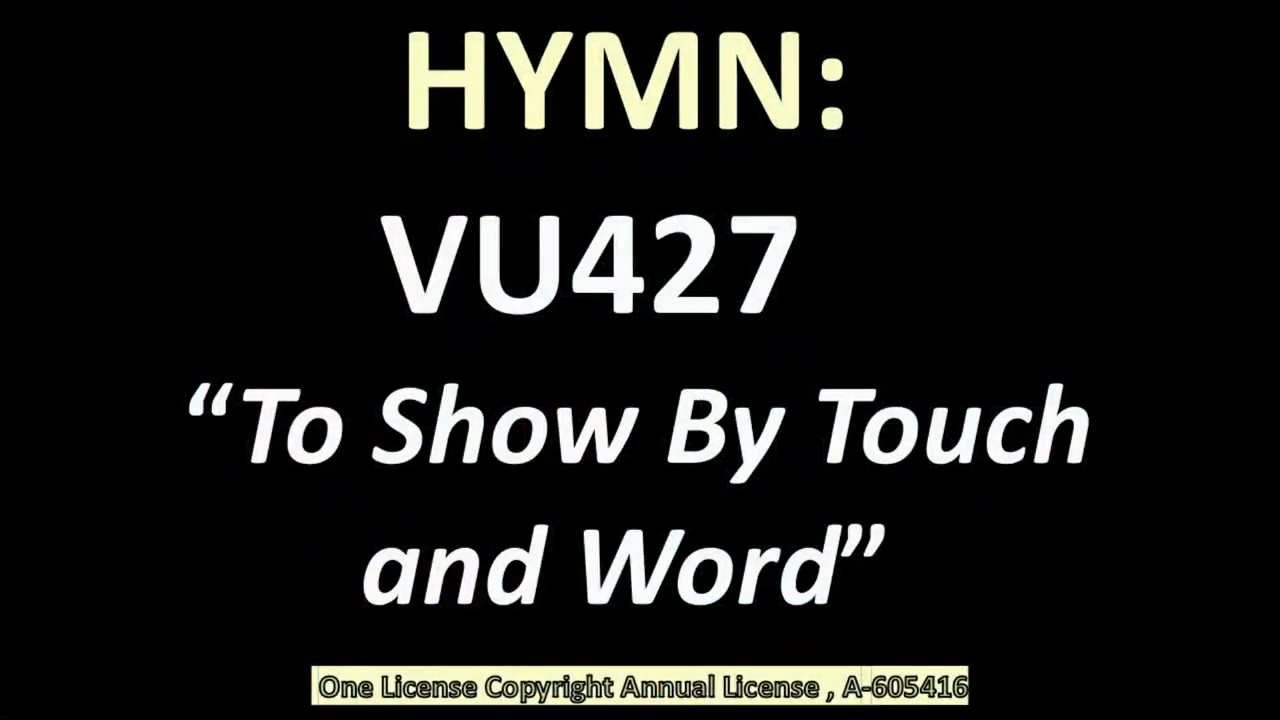 HYMN:
VU427
“To Show By Touch
and Word”
One License Copyright Annual License , A-605416